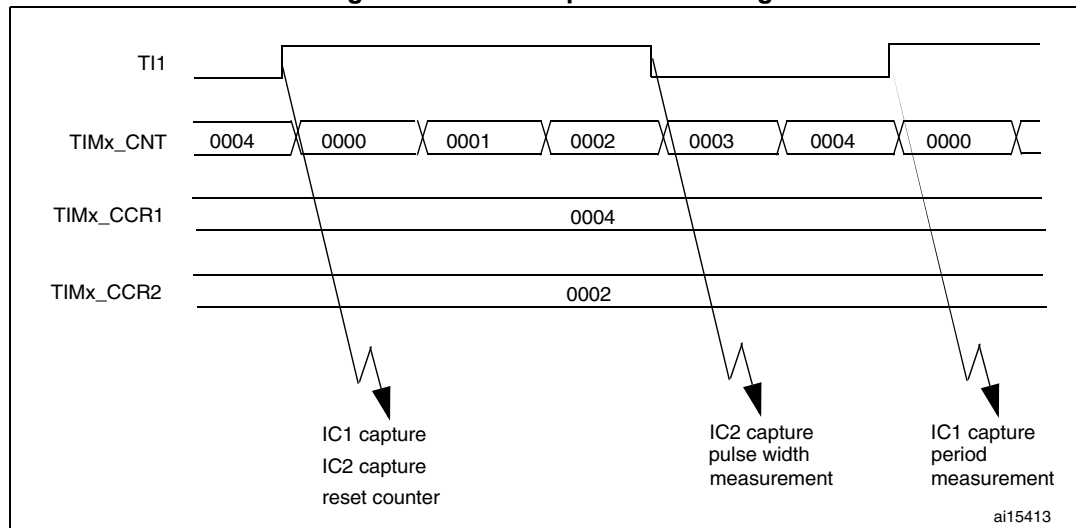 TI1
TIMx_CNT 0004 0000 0001 0002 0003 0004 0000
TIMx_CCR1 0004
TIMx_CCR2 0002
IC1 capture
IC2 capture
reset counter
IC2 capture
pulse width
measurement
IC1 capture
period
measurement
ai15413